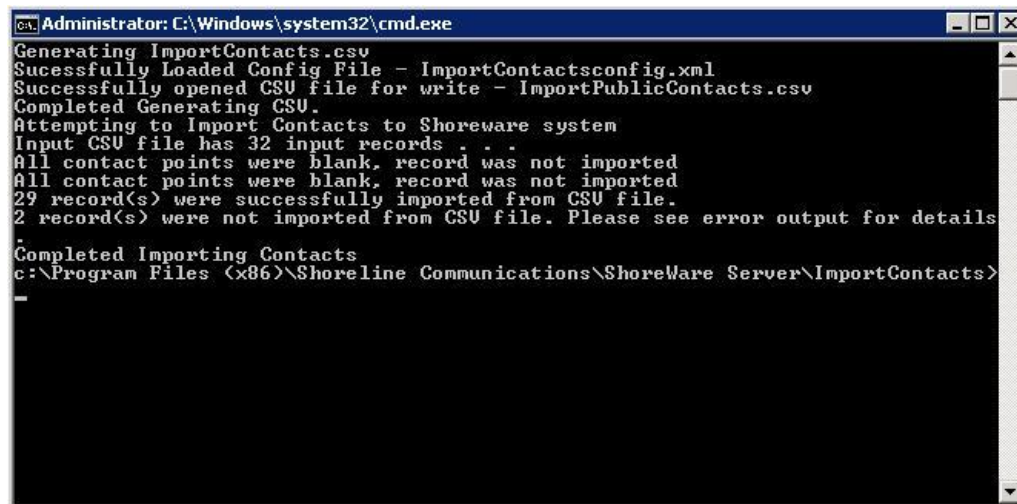 Administrator: C:\Windows\system32\cmd.exe
Generating ImportContacts.csv
Sucessfully Loaded Config File - ImportContactsconfig.xml
Successfully opened CSV file for write - ImportPublicContacts.csv
Completed Generating CSV.
Attempting to Import Contacts to Shoreware system
Input CSV file has 32 input records . . .
All contact points were blank, record was not imported
All contact points were blank, record was not imported
29 record(s) were successfully imported from CSV file.
2 record(s) were not imported from CSV file. Please see error output for details
.
Completed Importing Contacts
c:\Program Files (x86)\Shoreline Communications\ShoreWare Server\ImportContacts>